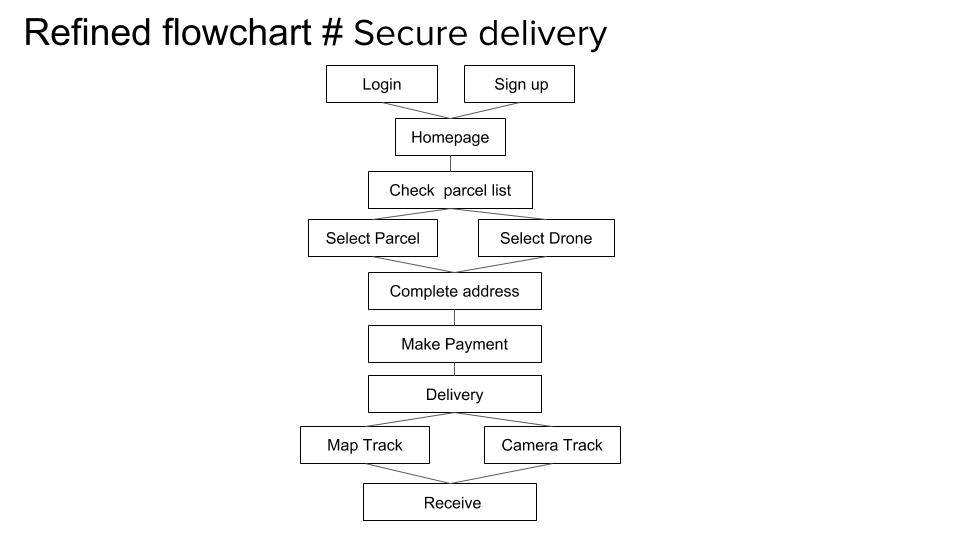 Refined flowchart # Secure delivery
Login
Sign up
Homepage
Check  parcel list
Select Parcel
Select Drone
Complete address
Make Payment
Delivery
Map Track
Camera Track
Receive